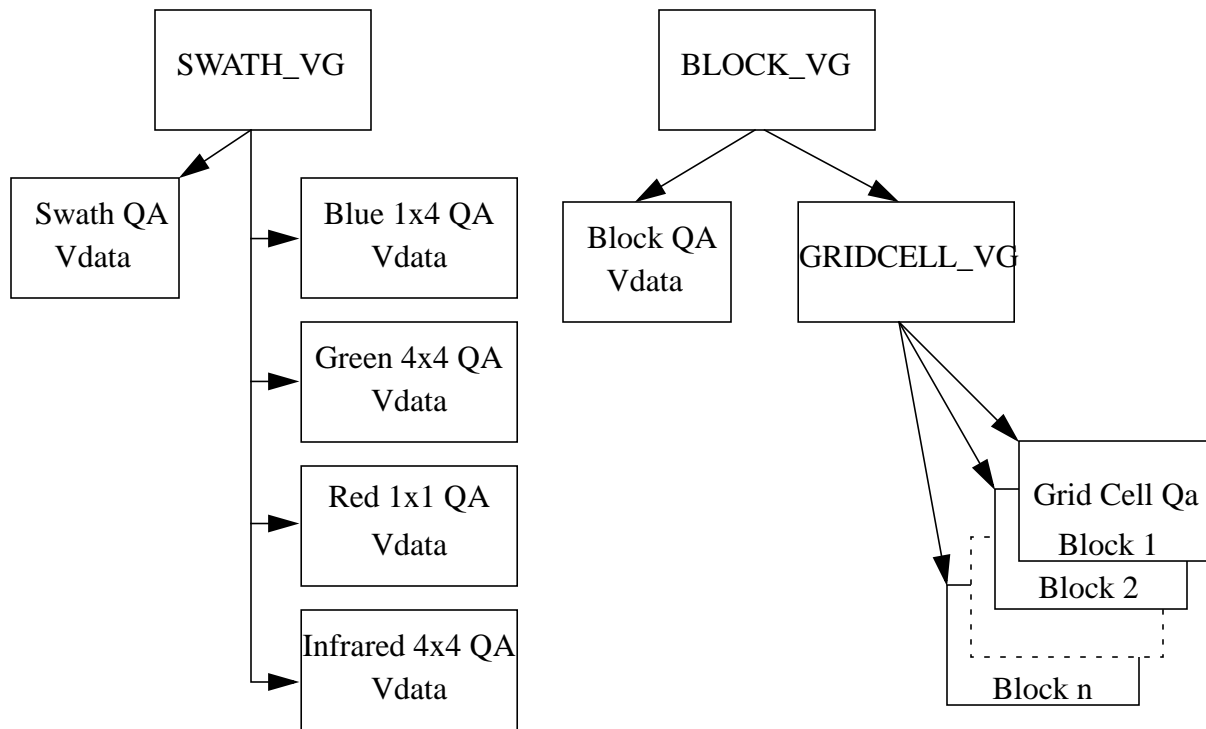 SWATH_VG
BLOCK_VG
Swath QA
Vdata
Blue 1x4 QA
Vdata
Block QA
Vdata
GRIDCELL_VG
Green 4x4 QA
Vdata
Red 1x1 QA
Vdata
Grid Cell Qa
Block 1
Block 2
Infrared 4x4 QA
Vdata
Block n